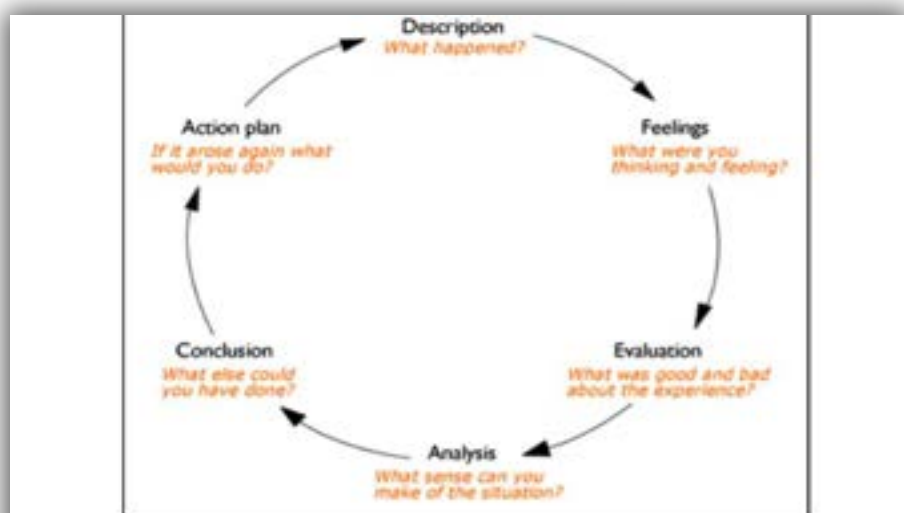 Description
What happened?
Feelings
What were you
thinking and feeling?
Evaluation
What was good and bad
about the experience?
Analysis
What sense can you
make of the situation?
Conclusion
What else could
you have done?
Action plan
If it arose again what
would you do?